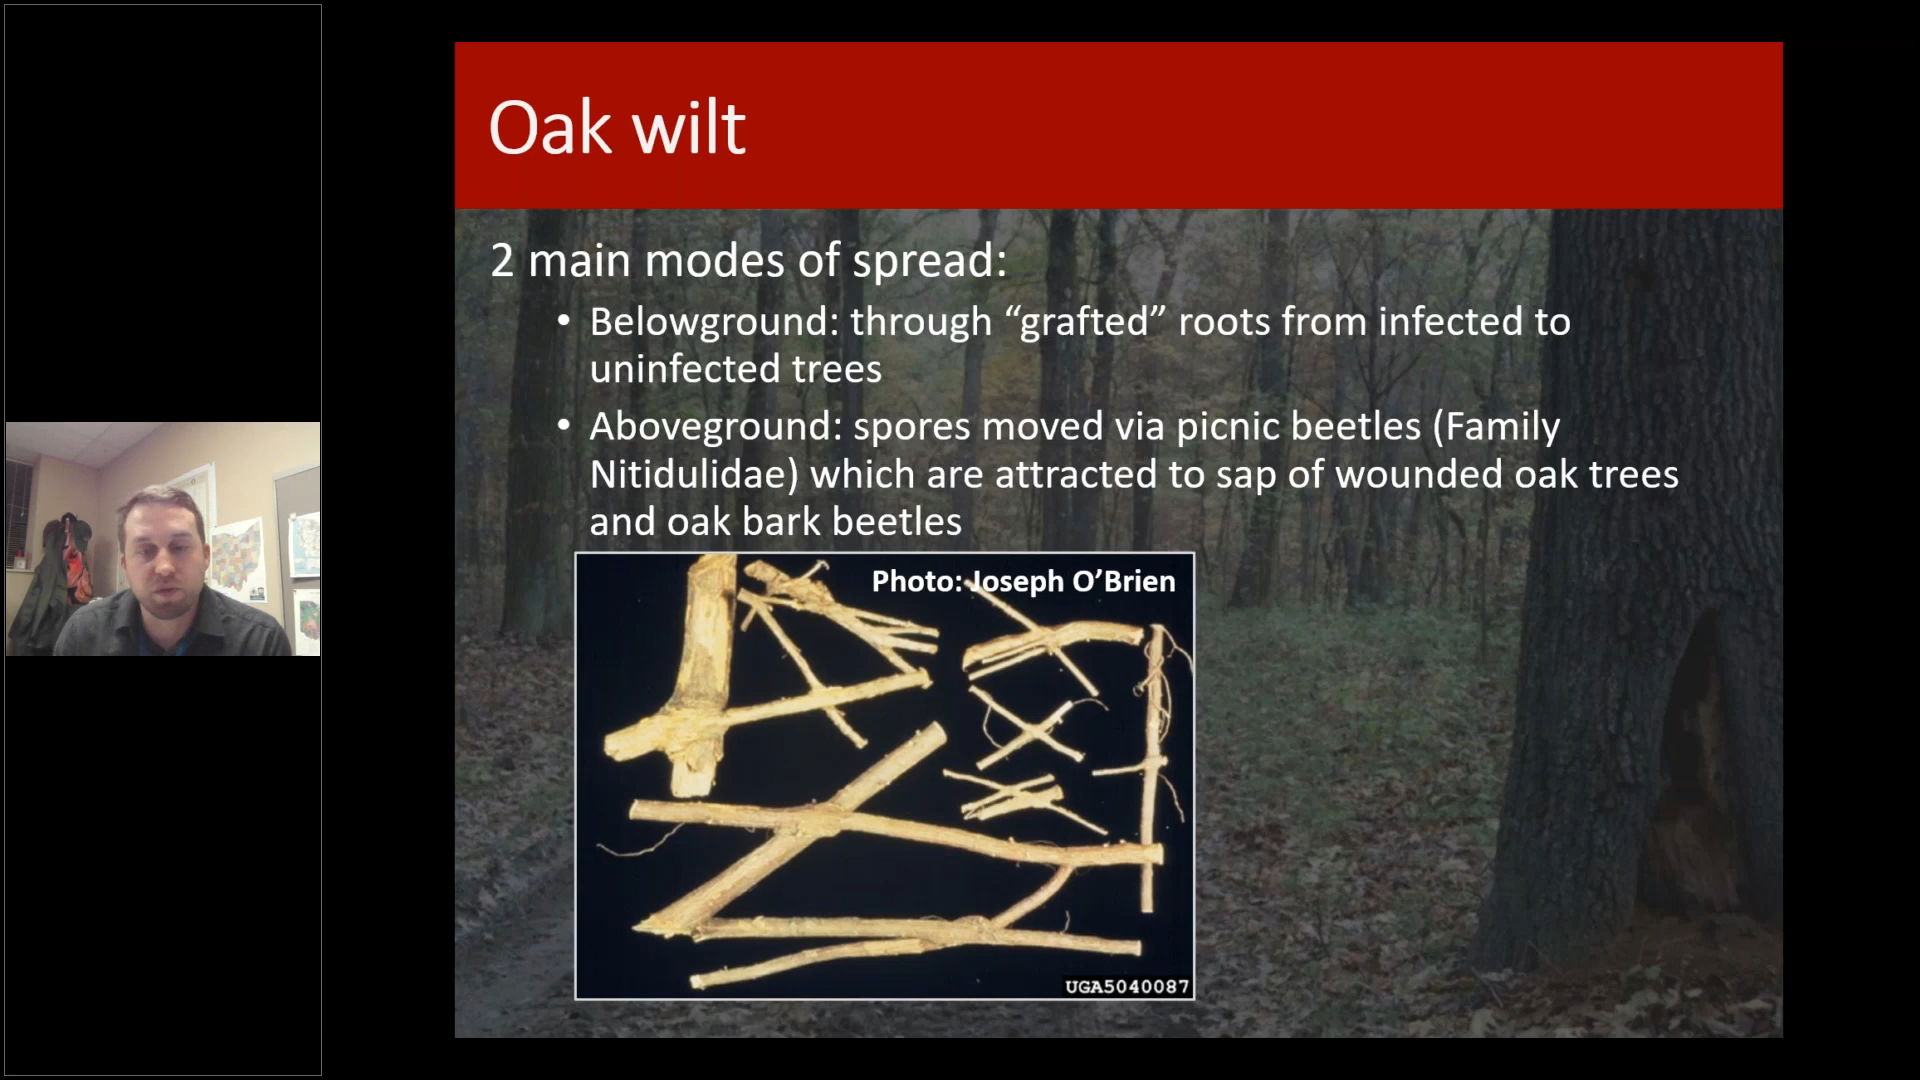 Oak wilt
2 main modes of spread:
• Belowground: through “grafted” roots from infected to
uninfected trees
• Aboveground: spores moved via picnic beetles (Family
Nitidulidae) which are attracted to sap of wounded oak trees
and oak bark beetles
Photo: Joseph O’Brien
UGA5040087